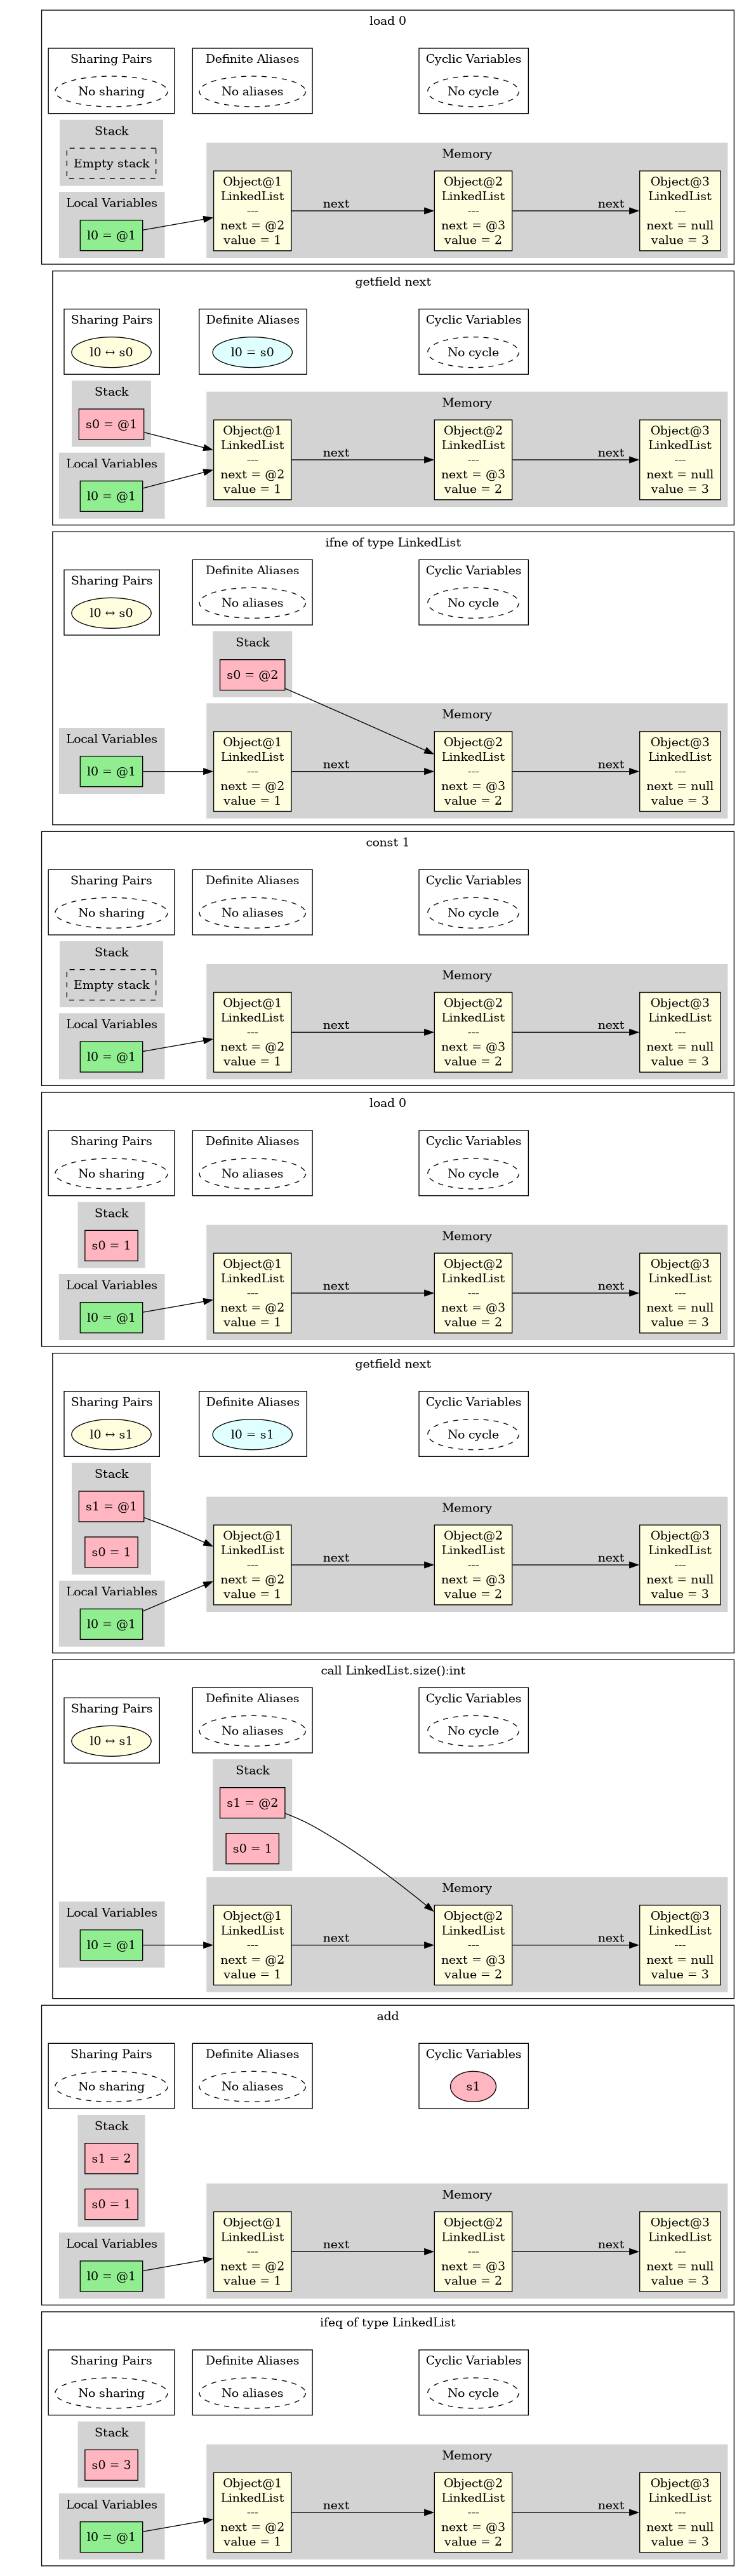 load 0
Sharing Pairs
No sharing
Definite Aliases
No aliases
Cyclic Variables
No cycle
Stack
Empty stack
Local Variables
l0 = @1
Memory
Object@1
LinkedList
---
next = @2
value = 1
next
Object@2
LinkedList
---
next = @3
value = 2
next
Object@3
LinkedList
---
next = null
value = 3
getfield next
Sharing Pairs
l0 ↔ s0
Definite Aliases
l0 = s0
Cyclic Variables
No cycle
Stack
s0 = @1
Local Variables
l0 = @1
Memory
Object@1
LinkedList
---
next = @2
value = 1
next
Object@2
LinkedList
---
next = @3
value = 2
next
Object@3
LinkedList
---
next = null
value = 3
ifne of type LinkedList
Sharing Pairs
l0 ↔ s0
Definite Aliases
No aliases
Cyclic Variables
No cycle
Stack
s0 = @2
Local Variables
l0 = @1
Memory
Object@1
LinkedList
---
next = @2
value = 1
next
Object@2
LinkedList
---
next = @3
value = 2
next
Object@3
LinkedList
---
next = null
value = 3
const 1
Sharing Pairs
No sharing
Definite Aliases
No aliases
Cyclic Variables
No cycle
Stack
Empty stack
Local Variables
l0 = @1
Memory
Object@1
LinkedList
---
next = @2
value = 1
next
Object@2
LinkedList
---
next = @3
value = 2
next
Object@3
LinkedList
---
next = null
value = 3
load 0
Sharing Pairs
No sharing
Definite Aliases
No aliases
Cyclic Variables
No cycle
Stack
s0 = 1
Local Variables
l0 = @1
Memory
Object@1
LinkedList
---
next = @2
value = 1
next
Object@2
LinkedList
---
next = @3
value = 2
next
Object@3
LinkedList
---
next = null
value = 3
getfield next
Sharing Pairs
l0 ↔ s1
Definite Aliases
l0 = s1
Cyclic Variables
No cycle
Stack
s1 = @1
s0 = 1
Local Variables
l0 = @1
Memory
Object@1
LinkedList
---
next = @2
value = 1
next
Object@2
LinkedList
---
next = @3
value = 2
next
Object@3
LinkedList
---
next = null
value = 3
call LinkedList.size():int
Sharing Pairs
l0 ↔ s1
Definite Aliases
No aliases
Cyclic Variables
No cycle
Stack
s1 = @2
s0 = 1
Local Variables
l0 = @1
Memory
Object@1
LinkedList
---
next = @2
value = 1
next
Object@2
LinkedList
---
next = @3
value = 2
next
Object@3
LinkedList
---
next = null
value = 3
add
Sharing Pairs
No sharing
Definite Aliases
No aliases
Cyclic Variables
s1
Stack
s1 = 2
s0 = 1
Local Variables
l0 = @1
Memory
Object@1
LinkedList
---
next = @2
value = 1
next
Object@2
LinkedList
---
next = @3
value = 2
next
Object@3
LinkedList
---
next = null
value = 3
ifeq of type LinkedList
Sharing Pairs
No sharing
Definite Aliases
No aliases
Cyclic Variables
No cycle
Stack
s0 = 3
Local Variables
l0 = @1
Memory
Object@1
LinkedList
---
next = @2
value = 1
next
Object@2
LinkedList
---
next = @3
value = 2
next
Object@3
LinkedList
---
next = null
value = 3